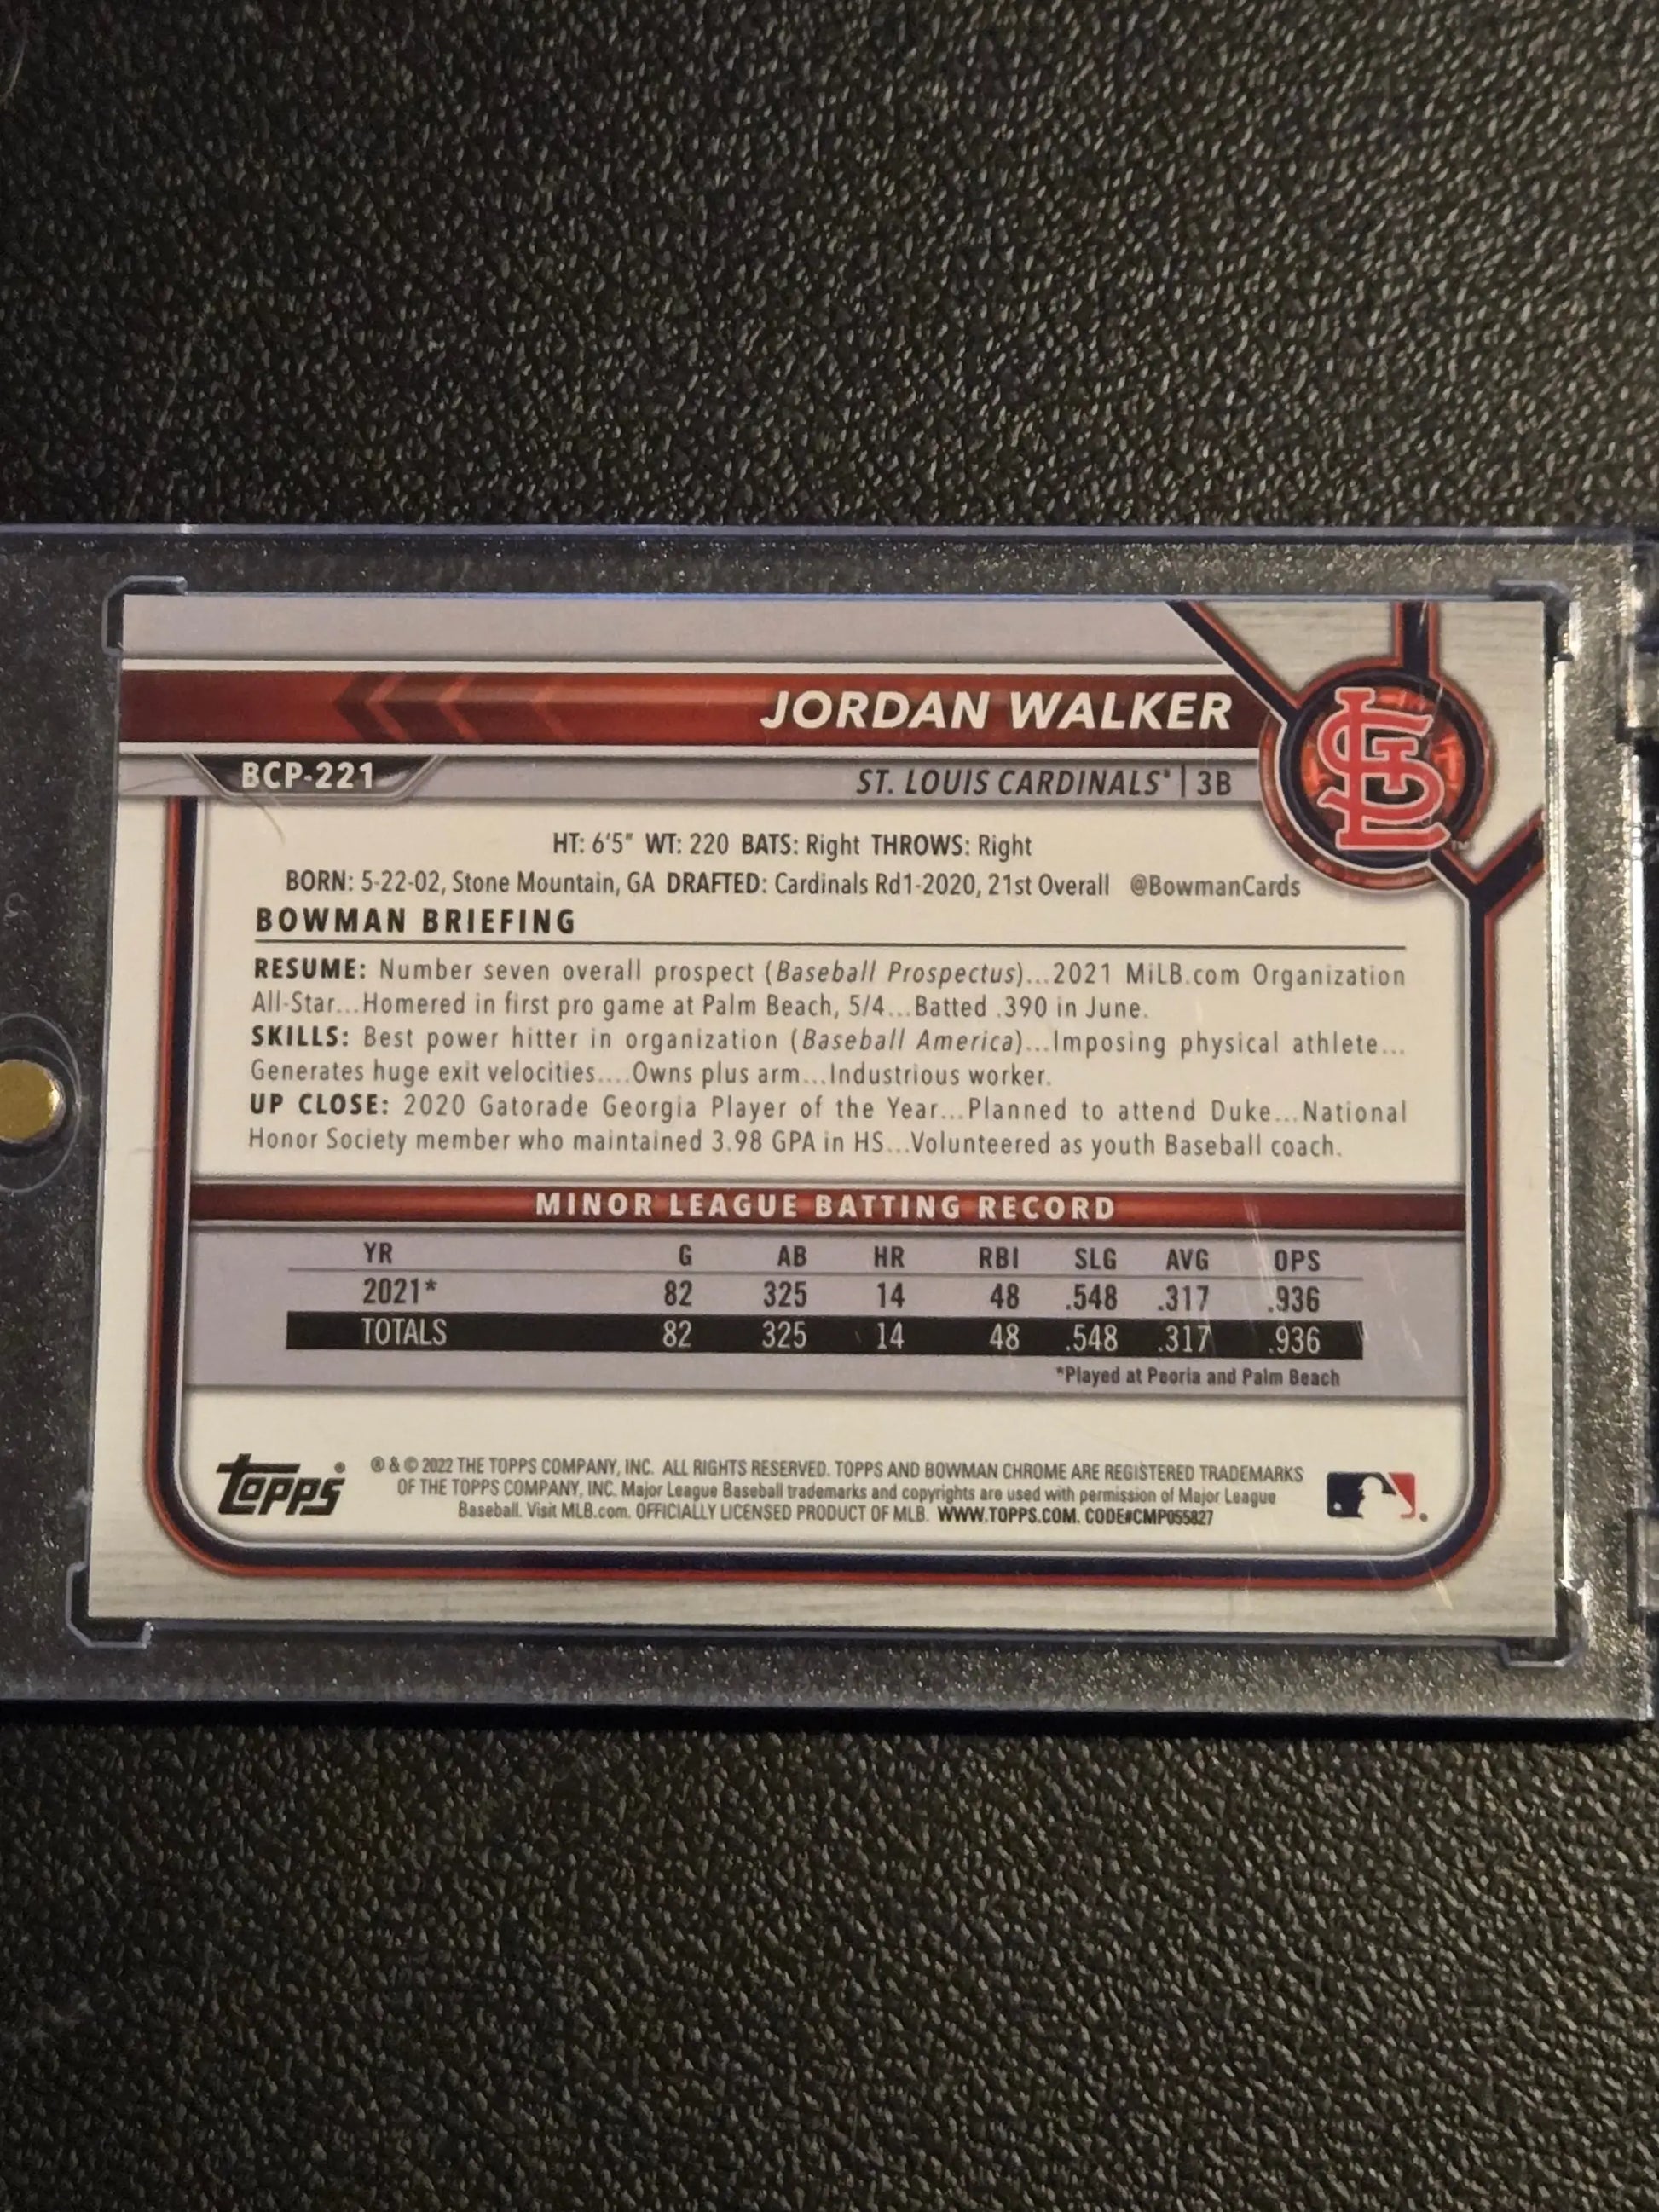 JORDAN WALKER
BCP-221
ST. LOUIS CARDINALS® | 3B
STL™
HT: 6'5" WT: 220 BATS: Right THROWS: Right
BORN: 5-22-02, Stone Mountain, GA DRAFTED: Cardinals Rd1-2020, 21st Overall @BowmanCards
BOWMAN BRIEFING
RESUME: Number seven overall prospect (Baseball Prospectus)...2021 MiLB.com Organization
All-Star...Homered in first pro game at Palm Beach, 5/4...Batted .390 in June.
SKILLS: Best power hitter in organization (Baseball America)...Imposing physical athlete...
Generates huge exit velocities....Owns plus arm...Industrious worker.
UP CLOSE: 2020 Gatorade Georgia Player of the Year...Planned to attend Duke...National
Honor Society member who maintained 3.98 GPA in HS...Volunteered as youth Baseball coach.
MINOR LEAGUE BATTING RECORD
YR G AB HR RBI SLG AVG OPS
2021* 82 325 14 48 .548 .317 .936
TOTALS 82 325 14 48 .548 .317 .936
*Played at Peoria and Palm Beach
topps®
® & © 2022 THE TOPPS COMPANY, INC. ALL RIGHTS RESERVED. TOPPS AND BOWMAN CHROME ARE REGISTERED TRADEMARKS
OF THE TOPPS COMPANY, INC. Major League Baseball trademarks and copyrights are used with permission of Major League
Baseball. Visit MLB.com. OFFICIALLY LICENSED PRODUCT OF MLB. WWW.TOPPS.COM. CODE#CMP055827